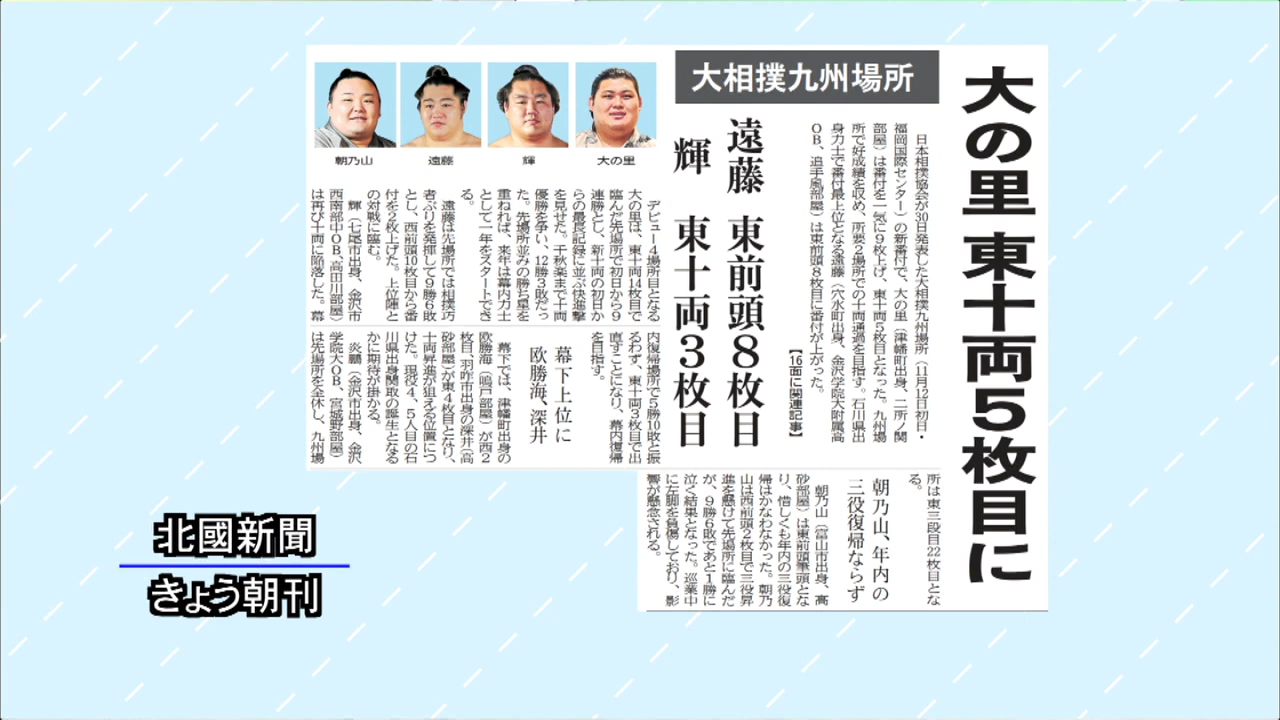 大相撲九州場所
大の里 東十両5枚目に
遠藤 東前頭8枚目
輝 東十両3枚目
朝乃山
遠藤
輝
大の里
日本相撲協会が30日発表した大相撲九州場所(11月12日初日・
福岡国際センター)の新番付で、大の里(津幡町出身、二所ノ関
部屋)は番付を一気に9枚上げ、東十両5枚目となった。九州場
所で好成績を収め、所要2場所での十両通過を目指す。石川県出
身力士で番付最上位となる遠藤(穴水町出身、金沢学院大附属高
OB、追手風部屋)は東前頭8枚目に番付が上がった。
【16面に関連記事】
デビュー4場所目となる
大の里は、東十両14枚目で
臨んだ先場所で初日から9
連勝とし、新十両の初日か
らの最長記録に並ぶ快進撃
を見せた。千秋楽まで十両
優勝を争い、12勝3敗だっ
た。先場所並みの勝ち星を
重ねれば、来年は幕内力士
として一年をスタートでき
る。
遠藤は先場所では相撲巧
者ぶりを発揮して9勝6敗
とし、西前頭10枚目から番
付を2枚上げた。上位陣と
の対戦に臨む。
輝(七尾市出身、金沢市
西南部中OB、高田川部屋)
は再び十両に陥落した。幕
内復帰場所で5勝10敗と振
るわず、東十両3枚目で出
直すことになり、幕内復帰
を目指す。
幕下上位に
欧勝海、深井
幕下では、津幡町出身の
欧勝海(鳴戸部屋)が西2
枚目、羽咋市出身の深井(高
砂部屋)が東4枚目となり、
十両昇進が狙える位置につ
けた。現役4、5人目の石
川県出身関取の誕生となる
かに期待が掛かる。
炎鵬(金沢市出身、金沢
学院大OB、宮城野部屋)
は先場所を全休し、九州場
所は東三段目22枚目とな
る。
朝乃山、年内の
三役復帰ならず
朝乃山(富山市出身、高
砂部屋)は東前頭筆頭とな
り、惜しくも年内の三役復
帰はかなわなかった。朝乃
山は西前頭2枚目で三役昇
進を懸けて先場所に臨んだ
が、9勝6敗であと1勝に
泣く結果となった。巡業中
に左脚を負傷しており、影
響が懸念される。
北國新聞
きょう朝刊